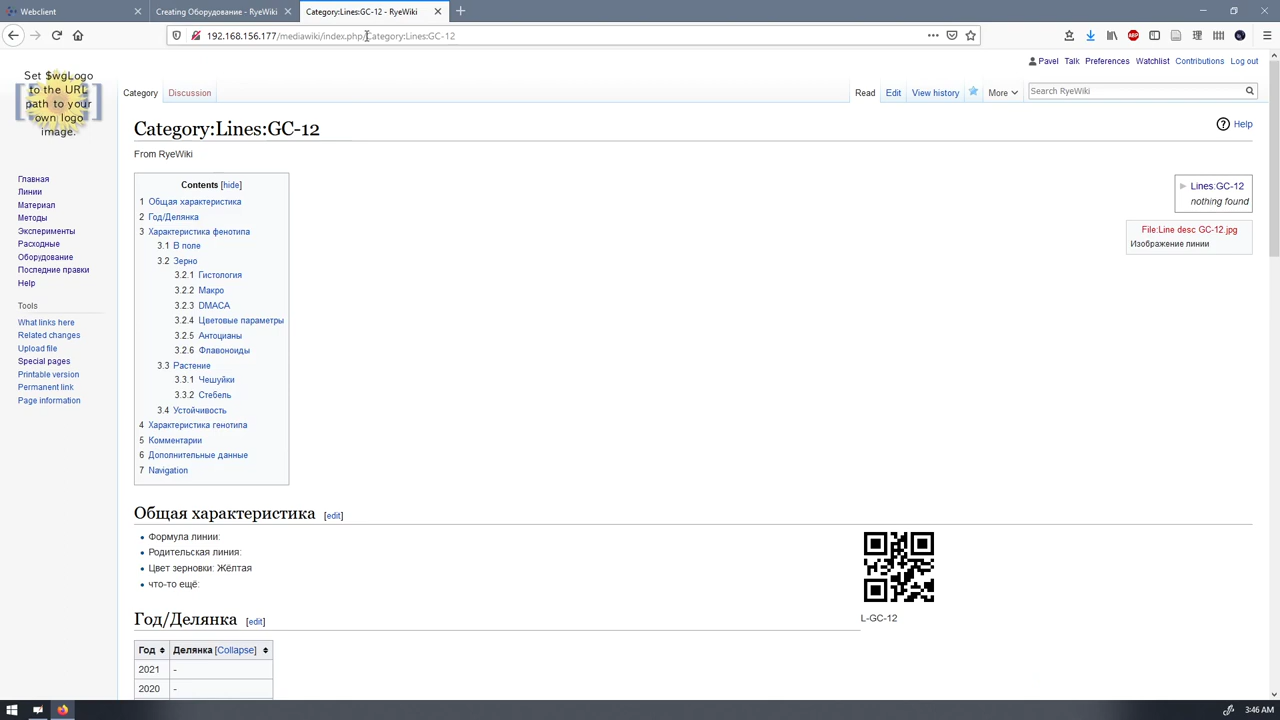 Webclient
Creating Оборудование - RyeWiki
Category:Lines:GC-12 - RyeWiki
192.168.156.177/mediawiki/index.php/Category:Lines:GC-12
Pavel Talk Preferences Watchlist Contributions Log out
Set $wgLogo
to the URL
path to your
own logo
image.
Category Discussion Read Edit View history More Search RyeWiki
Category:Lines:GC-12
Help
From RyeWiki
Главная
Линии
Материал
Методы
Эксперименты
Расходные
Оборудование
Последние правки
Help
Tools
What links here
Related changes
Upload file
Special pages
Printable version
Permanent link
Page information
Contents [hide]
1 Общая характеристика
2 Год/Делянка
3 Характеристика фенотипа
3.1 В поле
3.2 Зерно
3.2.1 Гистология
3.2.2 Макро
3.2.3 DMACA
3.2.4 Цветовые параметры
3.2.5 Антоцианы
3.2.6 Флавоноиды
3.3 Растение
3.3.1 Чешуйки
3.3.2 Стебель
3.4 Устойчивость
4 Характеристика генотипа
5 Комментарии
6 Дополнительные данные
7 Navigation
Lines:GC-12
nothing found
File:Line desc GC-12.jpg
Изображение линии
Общая характеристика [edit]
Формула линии:
Родительская линия:
Цвет зерновки: Жёлтая
что-то ещё:
L-GC-12
Год/Делянка [edit]
Год Делянка [Collapse]
2021 -
2020 -
3:46 AM